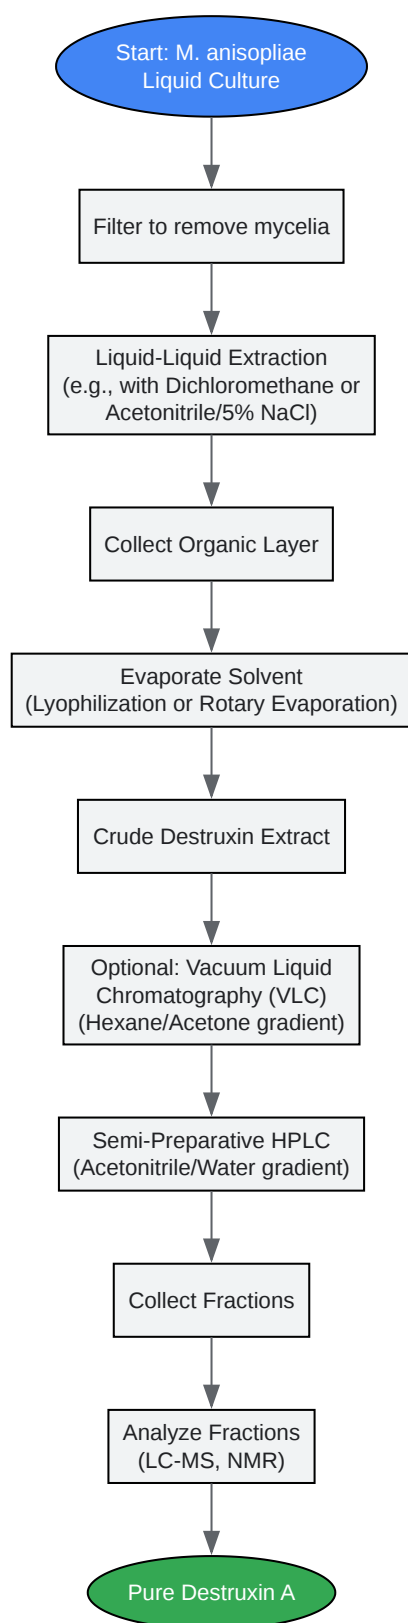 Start: M. anisopliae
Liquid Culture
Filter to remove mycelia
Liquid-Liquid Extraction
(e.g., with Dichloromethane or
Acetonitrile/5% NaCl)
Collect Organic Layer
Evaporate Solvent
(Lyophilization or Rotary Evaporation)
Crude Destruxin Extract
Optional: Vacuum Liquid
Chromatography (VLC)
(Hexane/Acetone gradient)
Semi-Preparative HPLC
(Acetonitrile/Water gradient)
Collect Fractions
Analyze Fractions
(LC-MS, NMR)
Pure Destruxin A